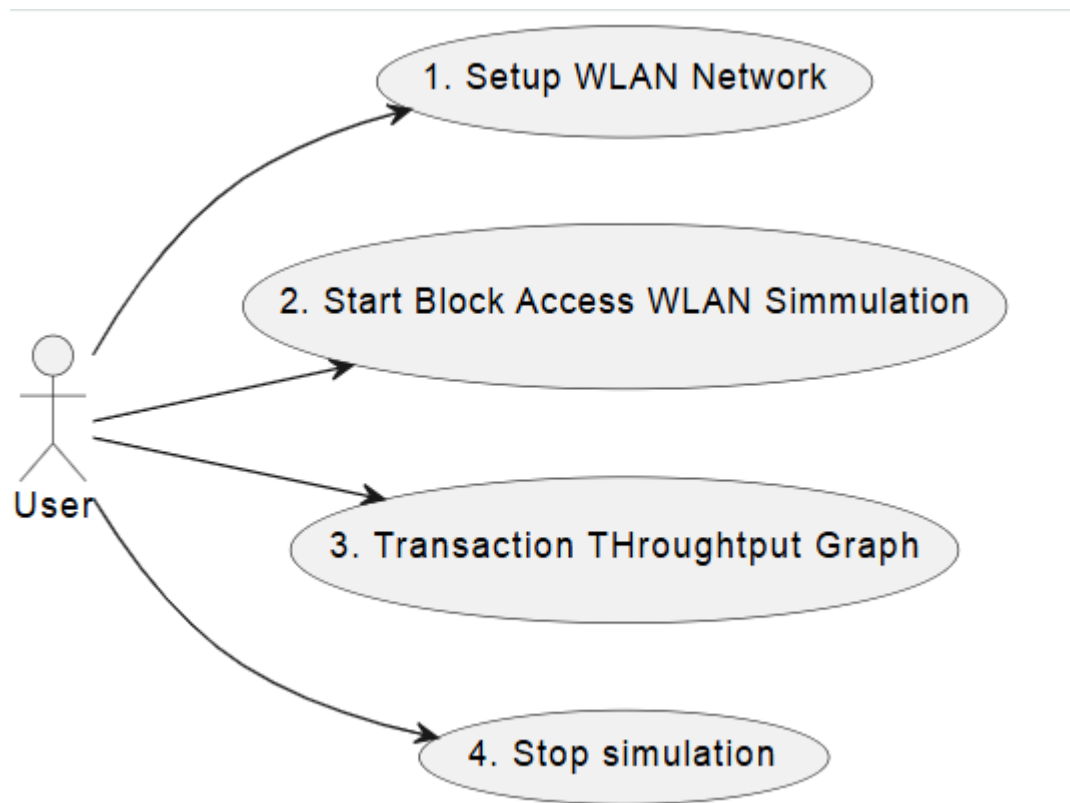 1. Setup WLAN Network
2. Start Block Access WLAN Simmulation
User
3. Transaction THroughtput Graph
4. Stop simulation